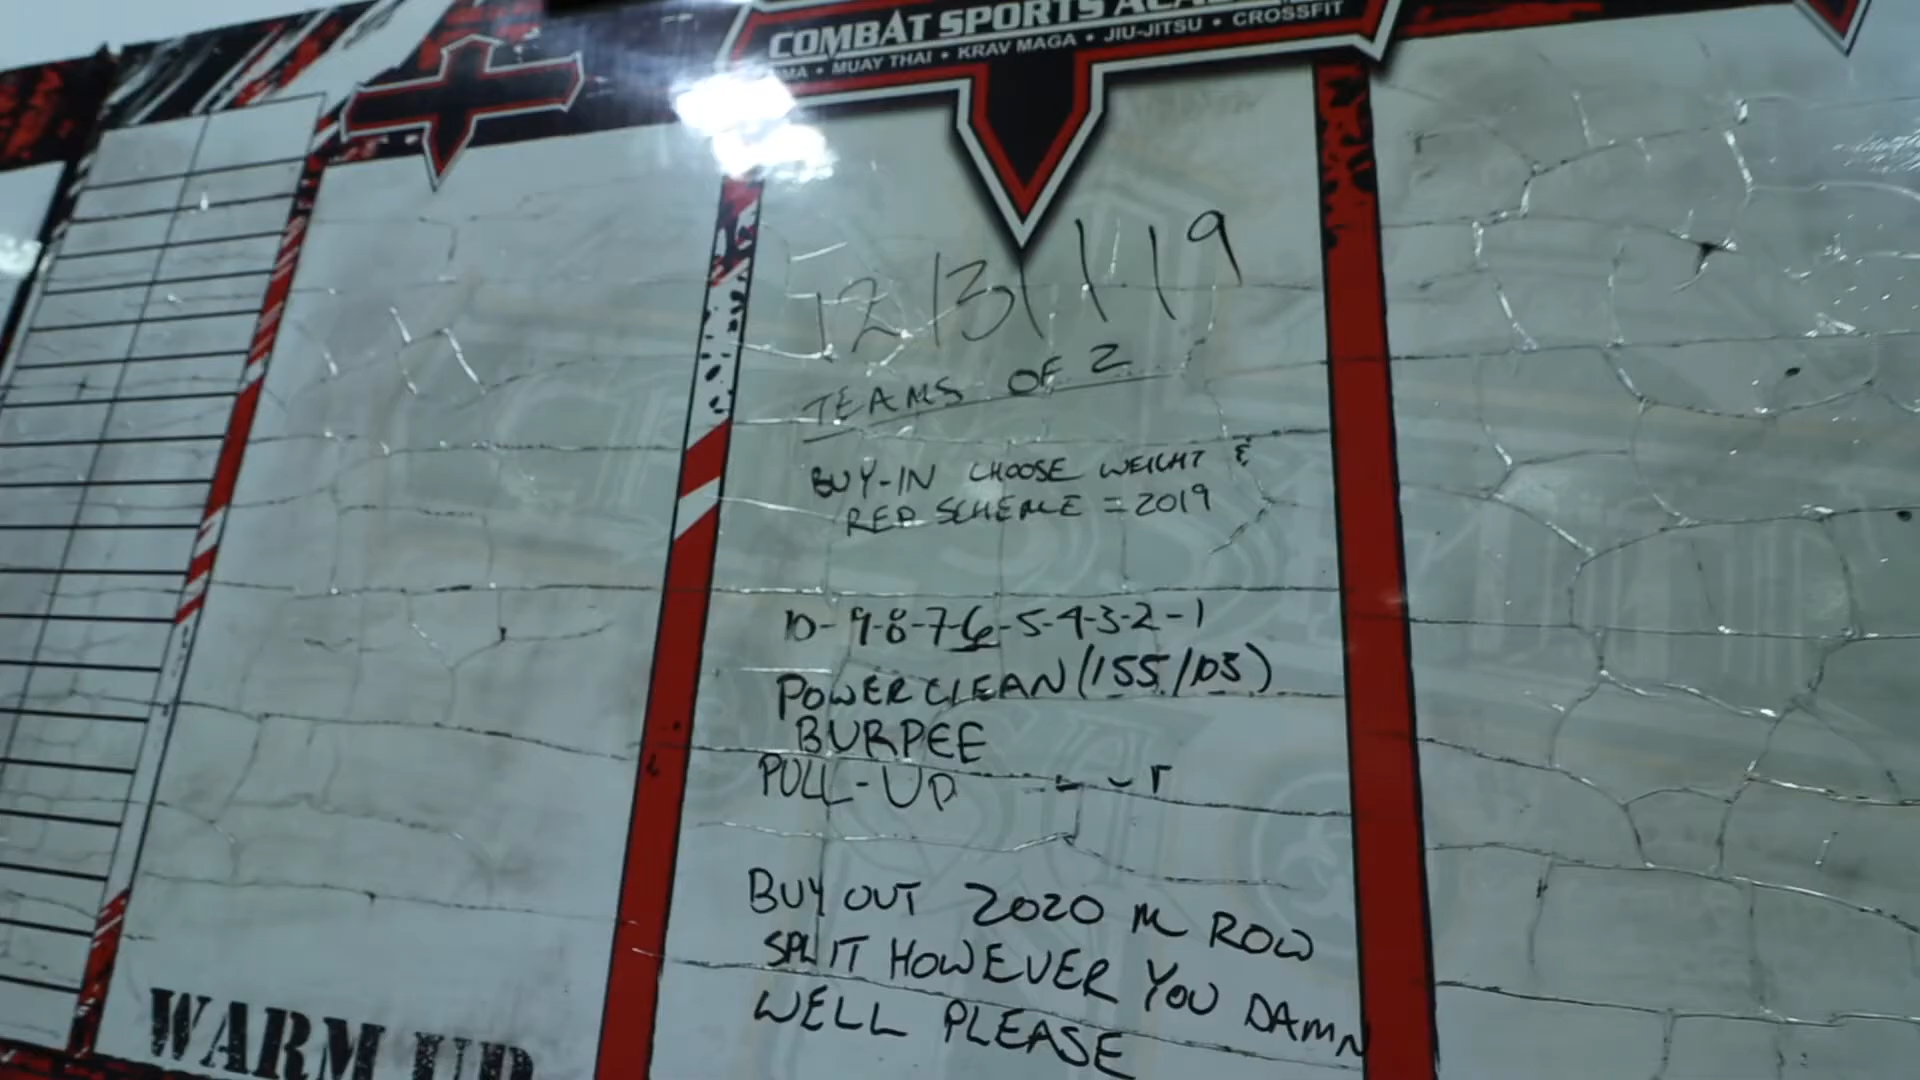 COMBAT SPORTS
MUAY THAI • KRAV MAGA • JIU-JITSU • CROSSFIT
12/31/19
TEAMS OF 2
BUY-IN CHOOSE WEIGHT &
REP SCHEME = 2019
10-9-8-7-6-5-4-3-2-1
POWER CLEAN (155/105)
BURPEE
PULL-UP
BUY OUT 2020 M ROW
SPLIT HOWEVER YOU DAMN
WELL PLEASE
WARM UP